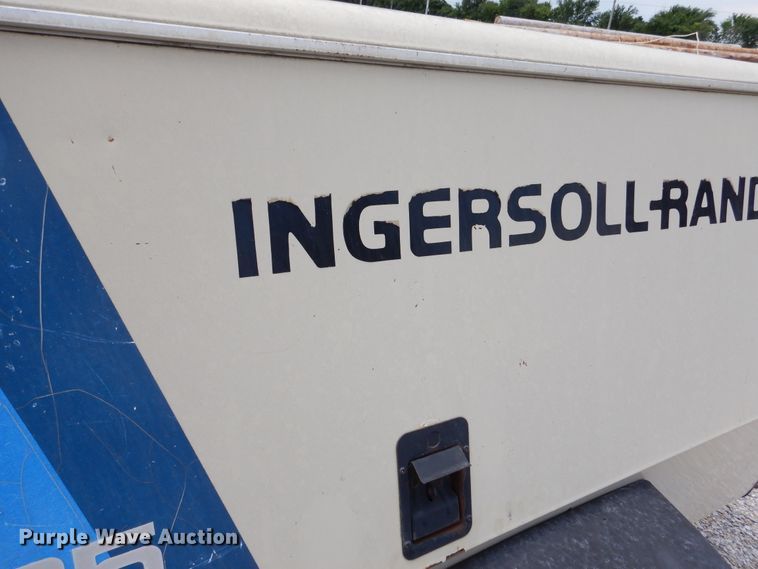 INGERSOLL-RAND
Purple Wave Auction